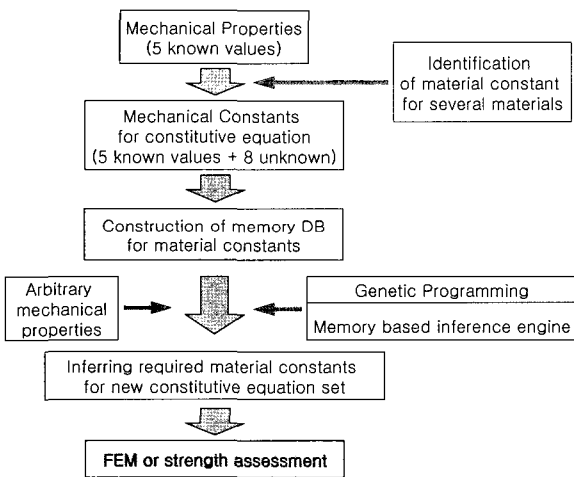 Mechanical Properties
(5 known values)
Identification
of material constant
for several materials
Mechanical Constants
for constitutive equation
(5 known values + 8 unknown)
Construction of memory DB
for material constants
Arbitrary
mechanical
properties
Genetic Programming
Memory based inference engine
Inferring required material constants
for new constitutive equation set
FEM or strength assessment